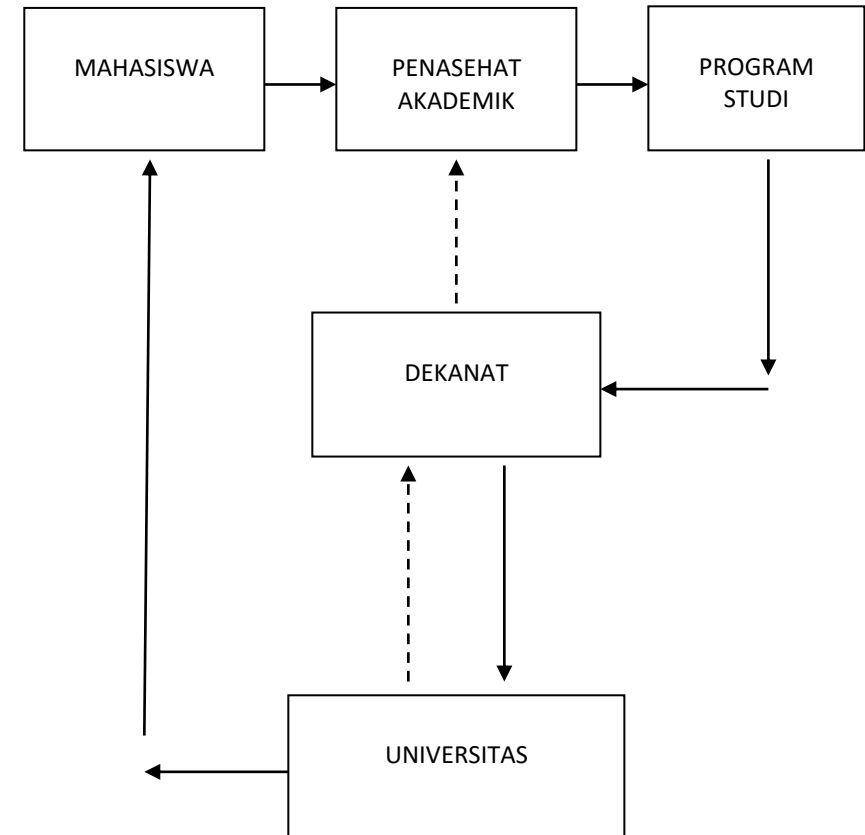 MAHASISWA
PENASEHAT
AKADEMIK
PROGRAM
STUDI
DEKANAT
UNIVERSITAS